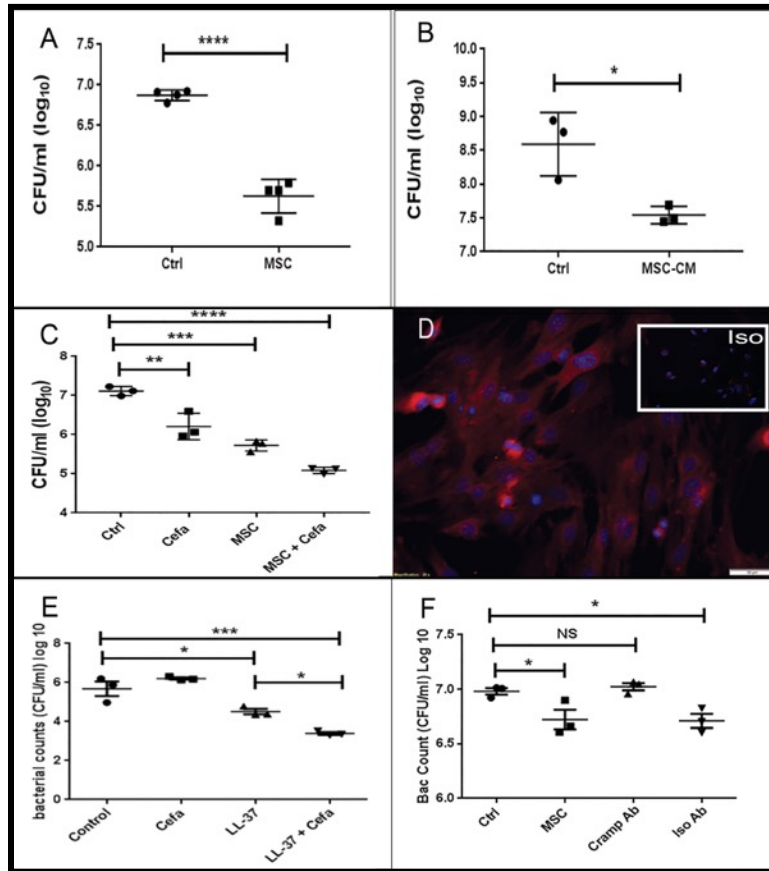 A
CFU/ml (log10)
7.5
7.0
6.5
6.0
5.5
5.0
****
Ctrl
MSC
B
CFU/ml (log10)
10.0
9.5
9.0
8.5
8.0
7.5
7.0
*
Ctrl
MSC-CM
C
CFU/ml (log10)
8
7
6
5
4
****
***
**
Ctrl
Cefa
MSC
MSC + Cefa
D
Iso
E
bacterial counts (CFU/ml) log 10
6
4
2
0
***
*
*
Control
Cefa
LL-37
LL-37 + Cefa
F
Bac Count (CFU/ml) Log 10
7.5
7.0
6.5
6.0
*
NS
*
Ctrl
MSC
Cramp Ab
Iso Ab